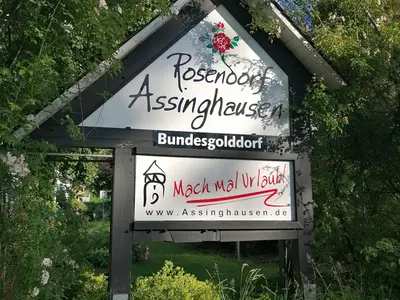 Rosendorf
Assinghausen
Bundesgolddorf
Mach mal Urlaub!
www.Assinghausen.de